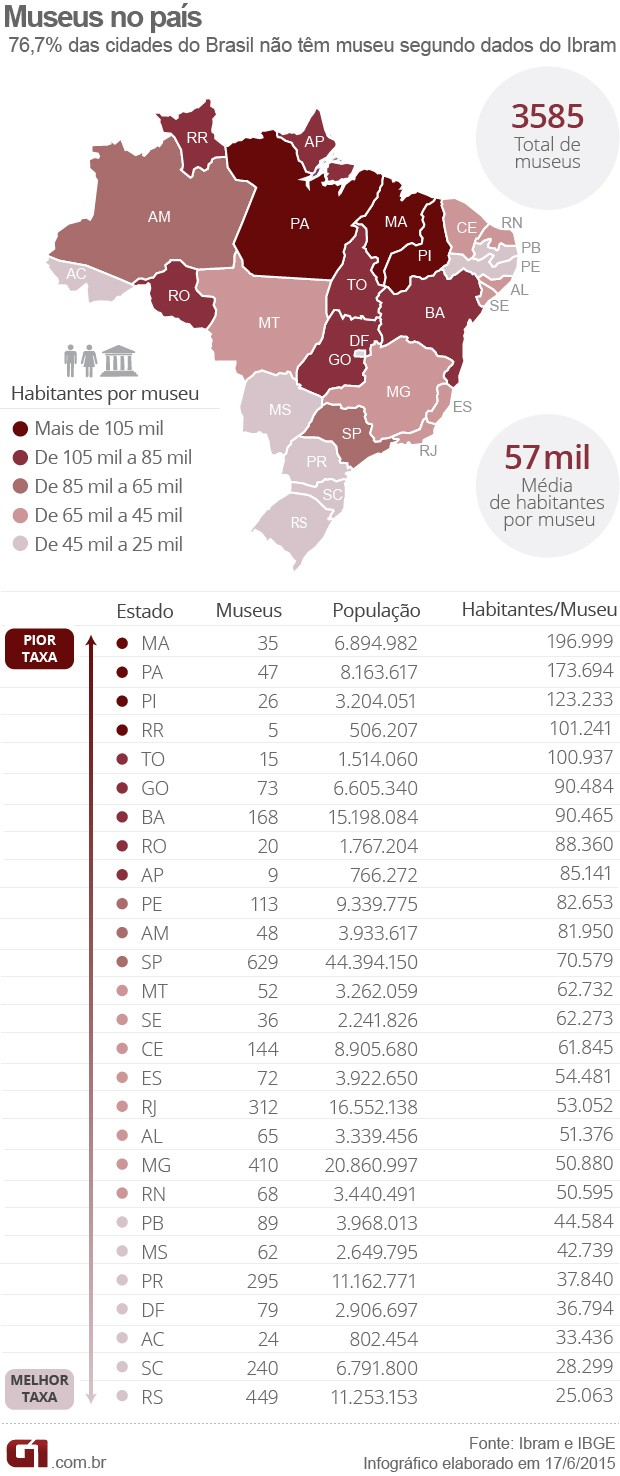 Museus no país
76,7% das cidades do Brasil não têm museu segundo dados do Ibram
3585
Total de
museus
RR
AP
AM
PA
MA
CE
RN
PI
PB
PE
AC
RO
TO
AL
SE
BA
MT
DF
GO
MG
ES
MS
SP
RJ
PR
SC
RS
Habitantes por museu
Mais de 105 mil
De 105 mil a 85 mil
De 85 mil a 65 mil
De 65 mil a 45 mil
De 45 mil a 25 mil
57 mil
Média
de habitantes
por museu
Estado Museus População Habitantes/Museu
PIOR
TAXA
MA 35 6.894.982 196.999
PA 47 8.163.617 173.694
PI 26 3.204.051 123.233
RR 5 506.207 101.241
TO 15 1.514.060 100.937
GO 73 6.605.340 90.484
BA 168 15.198.084 90.465
RO 20 1.767.204 88.360
AP 9 766.272 85.141
PE 113 9.339.775 82.653
AM 48 3.933.617 81.950
SP 629 44.394.150 70.579
MT 52 3.262.059 62.732
SE 36 2.241.826 62.273
CE 144 8.905.680 61.845
ES 72 3.922.650 54.481
RJ 312 16.552.138 53.052
AL 65 3.339.456 51.376
MG 410 20.860.997 50.880
RN 68 3.440.491 50.595
PB 89 3.968.013 44.584
MS 62 2.649.795 42.739
PR 295 11.162.771 37.840
DF 79 2.906.697 36.794
AC 24 802.454 33.436
SC 240 6.791.800 28.299
RS 449 11.253.153 25.063
MELHOR
TAXA
G1.com.br
Fonte: Ibram e IBGE
Infográfico elaborado em 17/6/2015